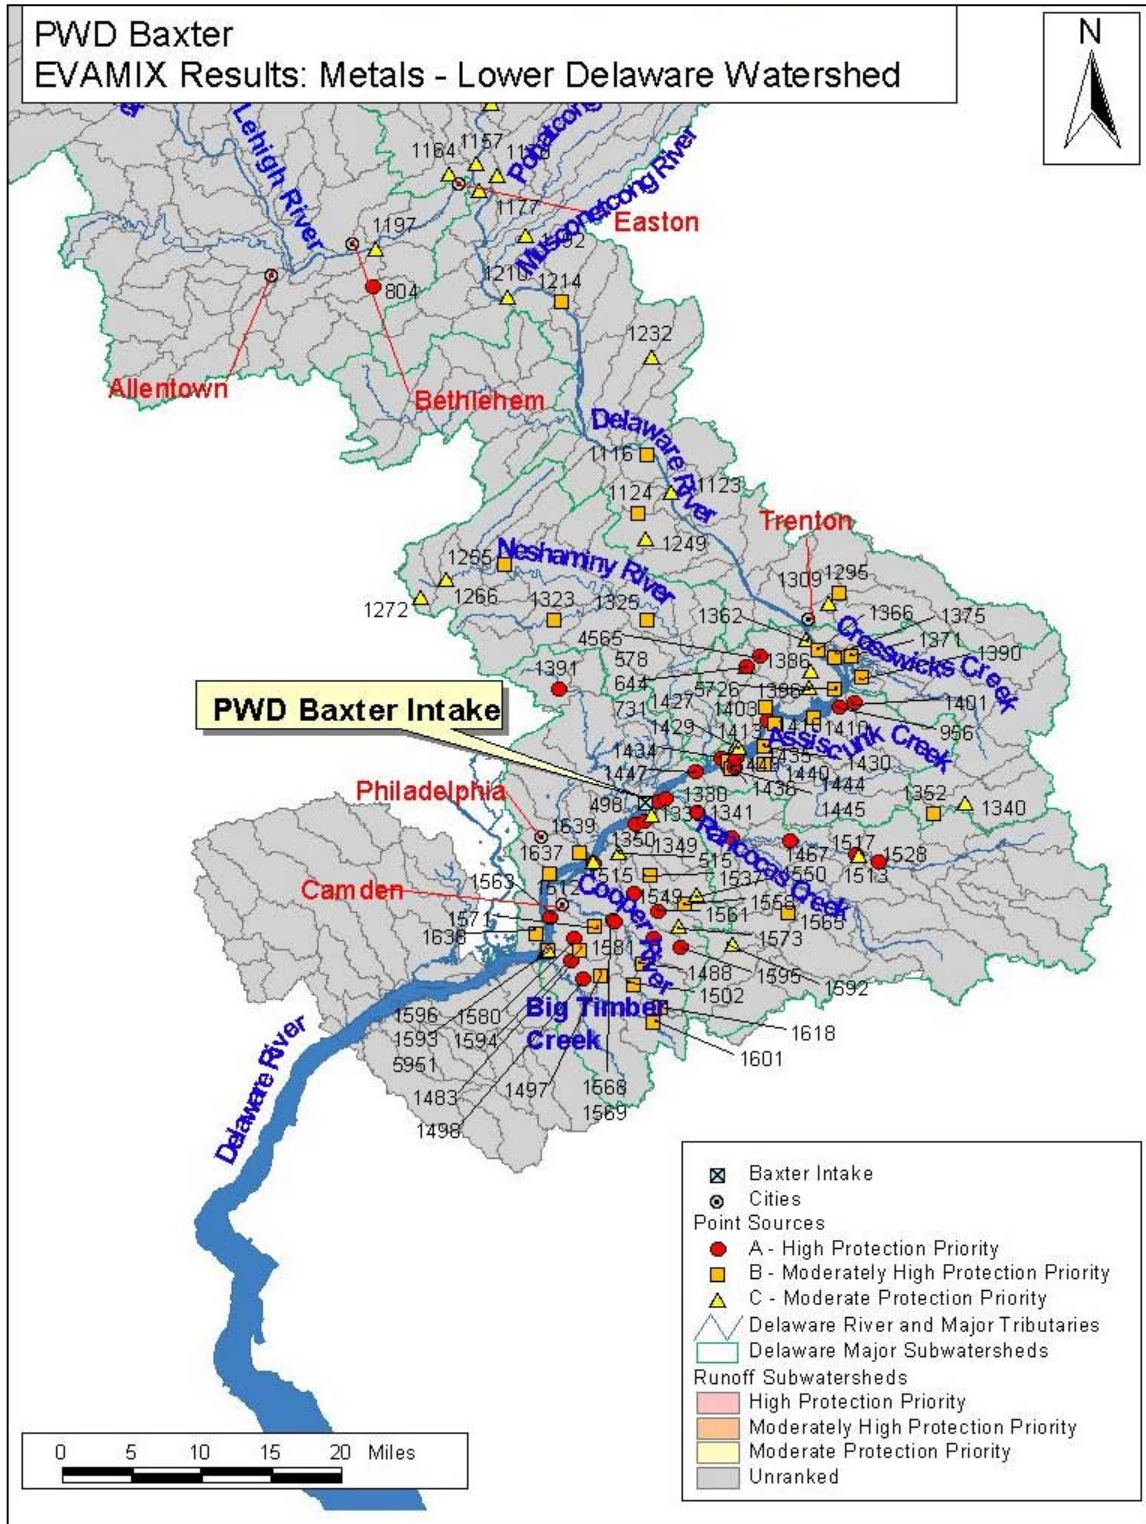 PWD Baxter
EVAMIX Results: Metals - Lower Delaware Watershed
N
Lehigh River
Musconetcong River
1157
1164
1177
Easton
1197
1210
1214
804
Allentown
Bethlehem
1232
Delaware River
1116
1123
1124
1249
Trenton
Neshaminy River
1255
1266
1272
1323
1325
1309
1295
1362
1366
1375
1371
1390
Crosswicks Creek
4565
578
644
1386
5726
1398
1391
1401
956
PWD Baxter Intake
731
1427
1403
1429
1413
1410
Assiscunk Creek
1434
1435
1430
1447
1440
1444
1436
1445
1352
1340
Philadelphia
498
1330
1341
Rancocas Creek
1639
1350
1349
1637
515
1467
1517
1528
1513
1550
1515
1537
Camden
1563
512
Cooper River
1549
1558
1561
1565
1571
1638
1581
1573
1595
1592
1488
1502
Big Timber
Creek
1596
1580
1593
1594
5951
1618
1601
1483
1497
1568
1569
1498
Delaware River
Baxter Intake
Cities
Point Sources
A - High Protection Priority
B - Moderately High Protection Priority
C - Moderate Protection Priority
Delaware River and Major Tributaries
Delaware Major Subwatersheds
Runoff Subwatersheds
High Protection Priority
Moderately High Protection Priority
Moderate Protection Priority
Unranked
0 5 10 15 20 Miles